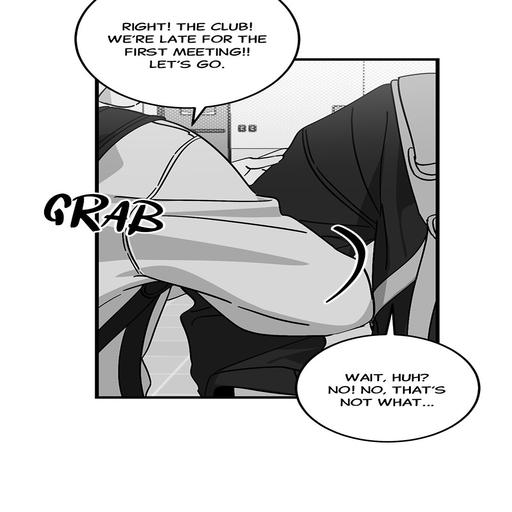 RIGHT! THE CLUB!
WE'RE LATE FOR THE
FIRST MEETING!!
LET'S GO.
GRAB
WAIT, HUH?
NO! NO, THAT'S
NOT WHAT...